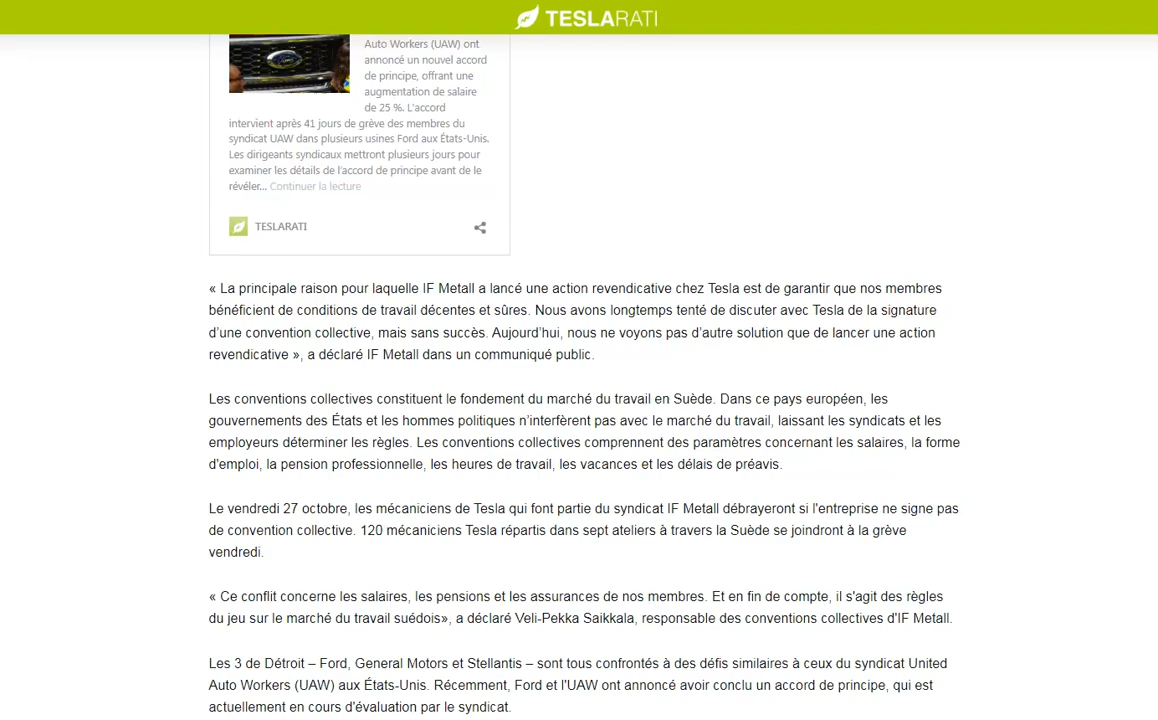 TESLARATI
Auto Workers (UAW) ont
annoncé un nouvel accord
de principe, offrant une
augmentation de salaire
de 25 %. L'accord
intervient après 41 jours de grève des membres du
syndicat UAW dans plusieurs usines Ford aux États-Unis.
Les dirigeants syndicaux mettront plusieurs jours pour
examiner les détails de l'accord de principe avant de le
révéler... Continuer la lecture
TESLARATI
« La principale raison pour laquelle IF Metall a lancé une action revendicative chez Tesla est de garantir que nos membres
bénéficient de conditions de travail décentes et sûres. Nous avons longtemps tenté de discuter avec Tesla de la signature
d’une convention collective, mais sans succès. Aujourd’hui, nous ne voyons pas d’autre solution que de lancer une action
revendicative », a déclaré IF Metall dans un communiqué public.
Les conventions collectives constituent le fondement du marché du travail en Suède. Dans ce pays européen, les
gouvernements des États et les hommes politiques n’interfèrent pas avec le marché du travail, laissant les syndicats et les
employeurs déterminer les règles. Les conventions collectives comprennent des paramètres concernant les salaires, la forme
d'emploi, la pension professionnelle, les heures de travail, les vacances et les délais de préavis.
Le vendredi 27 octobre, les mécaniciens de Tesla qui font partie du syndicat IF Metall débrayeront si l'entreprise ne signe pas
de convention collective. 120 mécaniciens Tesla répartis dans sept ateliers à travers la Suède se joindront à la grève
vendredi.
« Ce conflit concerne les salaires, les pensions et les assurances de nos membres. Et en fin de compte, il s'agit des règles
du jeu sur le marché du travail suédois», a déclaré Veli-Pekka Saikkala, responsable des conventions collectives d'IF Metall.
Les 3 de Détroit – Ford, General Motors et Stellantis – sont tous confrontés à des défis similaires à ceux du syndicat United
Auto Workers (UAW) aux États-Unis. Récemment, Ford et l'UAW ont annoncé avoir conclu un accord de principe, qui est
actuellement en cours d'évaluation par le syndicat.